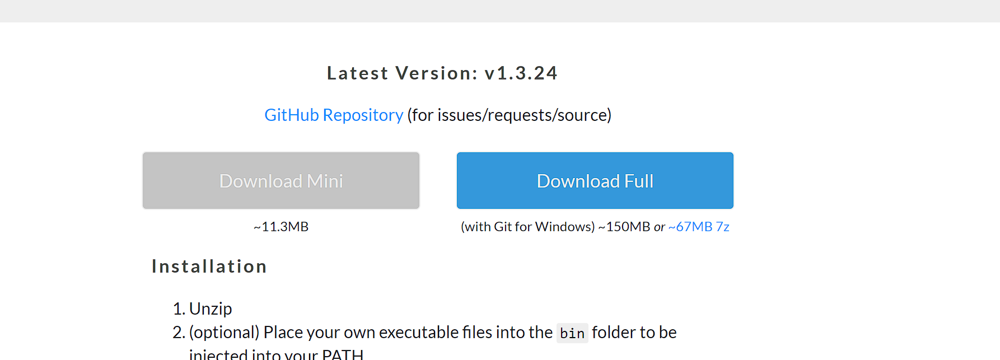 Latest Version: v1.3.24
GitHub Repository (for issues/requests/source)
Download Mini
Download Full
~11.3MB
(with Git for Windows) ~150MB or ~67MB 7z
Installation
1. Unzip
2. (optional) Place your own executable files into the bin folder to be
injected into your PATH